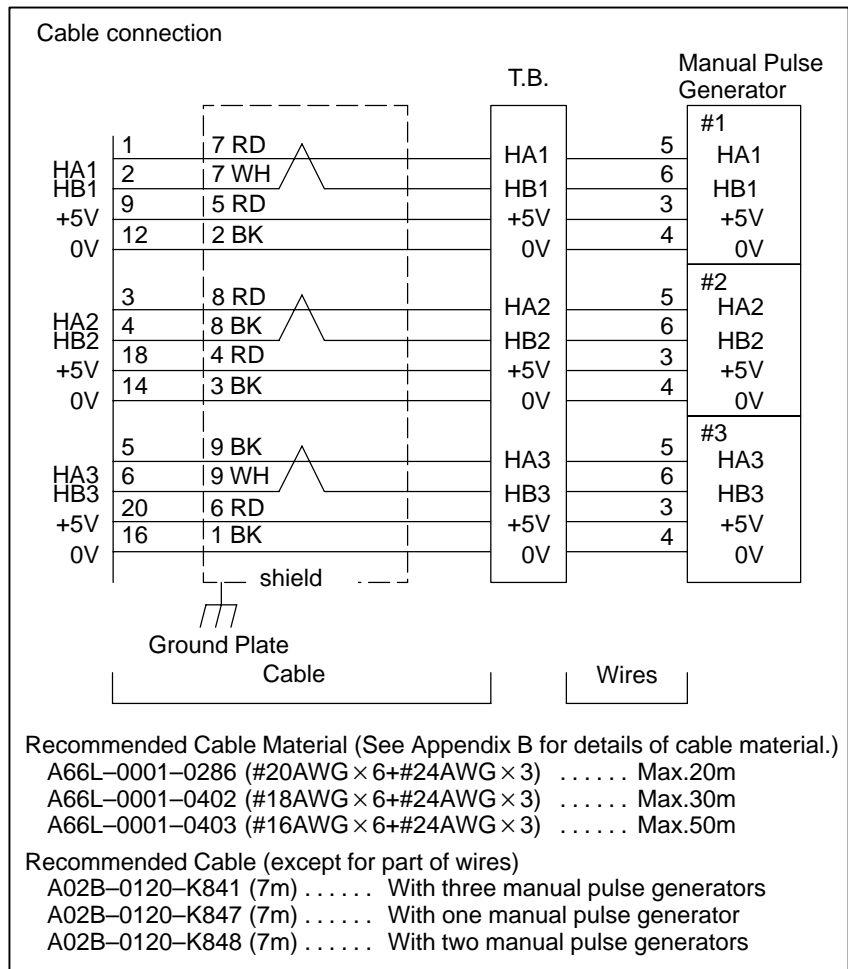 Cable connection
T.B.
Manual Pulse
Generator
#1
1 7 RD HA1 5 HA1
HA1 2 7 WH HB1 6 HB1
HB1 9 5 RD +5V 3 +5V
+5V 12 2 BK 0V 4 0V
0V
#2
3 8 RD HA2 5 HA2
HA2 4 8 BK HB2 6 HB2
HB2 18 4 RD +5V 3 +5V
+5V 14 3 BK 0V 4 0V
0V
#3
5 9 BK HA3 5 HA3
HA3 6 9 WH HB3 6 HB3
HB3 20 6 RD +5V 3 +5V
+5V 16 1 BK 0V 4 0V
0V
shield
Ground Plate
Cable Wires
Recommended Cable Material (See Appendix B for details of cable material.)
A66L–0001–0286 (#20AWG×6+#24AWG×3) ...... Max.20m
A66L–0001–0402 (#18AWG×6+#24AWG×3) ...... Max.30m
A66L–0001–0403 (#16AWG×6+#24AWG×3) ...... Max.50m
Recommended Cable (except for part of wires)
A02B–0120–K841 (7m) ...... With three manual pulse generators
A02B–0120–K847 (7m) ...... With one manual pulse generator
A02B–0120–K848 (7m) ...... With two manual pulse generators